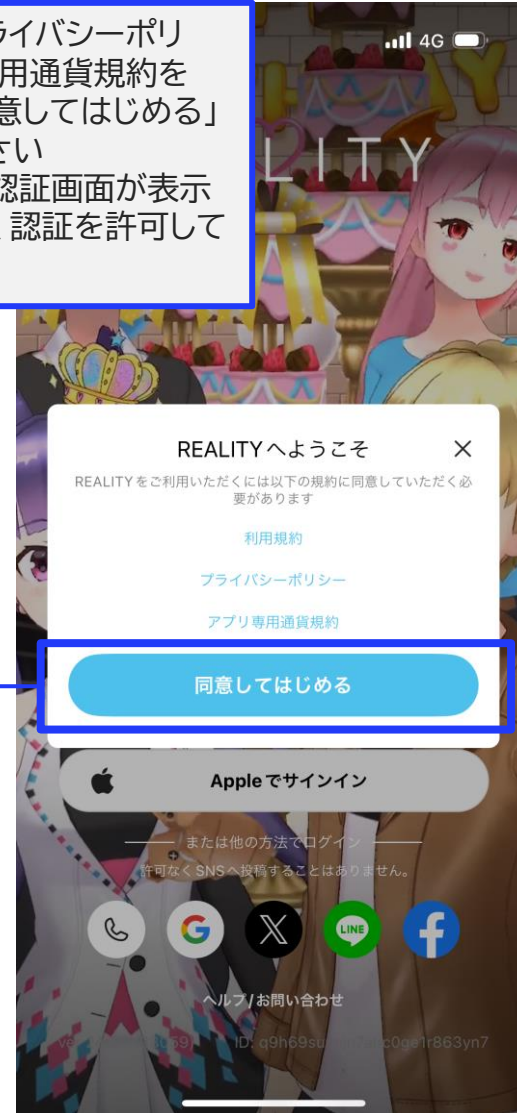 ライバシーポリ
用通貨規約を
意してはじめる」
さい
認証画面が表示
認証を許可して
4G
LITY
REALITYへようこそ
REALITYをご利用いただくには以下の規約に同意していただく必
要があります
利用規約
プライバシーポリシー
アプリ専用通貨規約
同意してはじめる
Appleでサインイン
または他の方法でログイン
許可なくSNSへ投稿することはありません。
LINE
ヘルプ/お問い合わせ